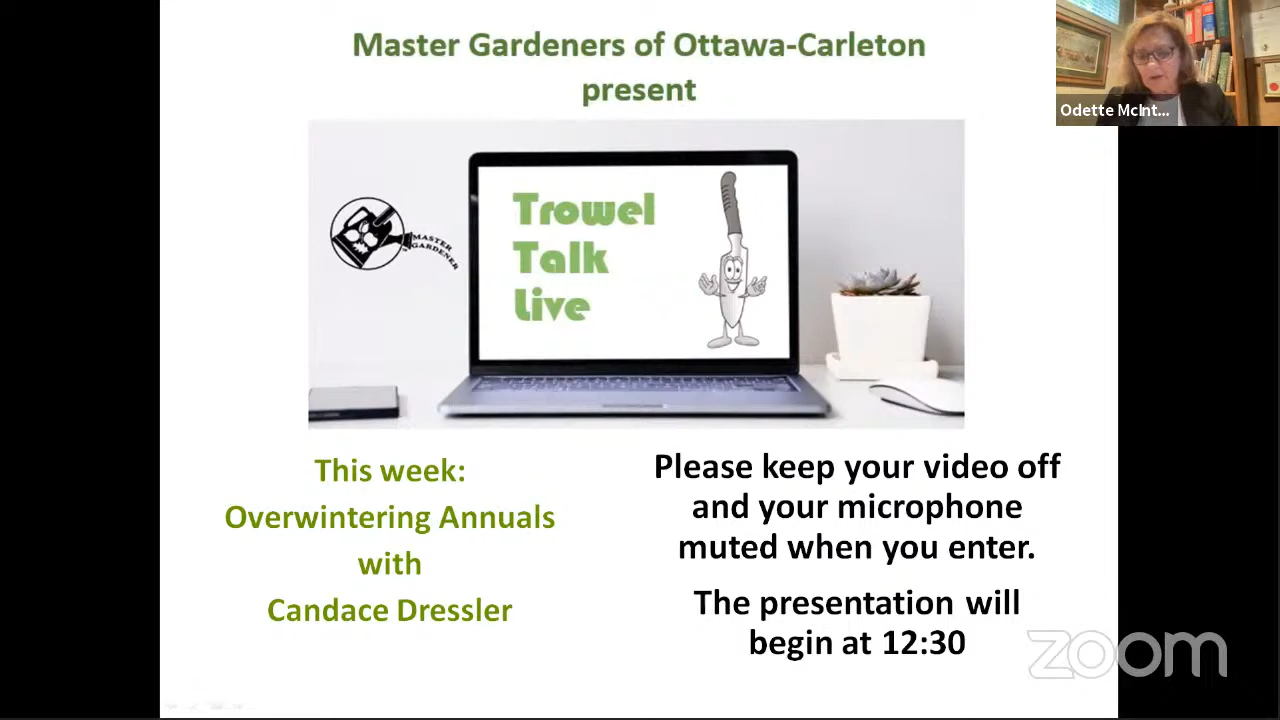 Master Gardeners of Ottawa-Carleton
present
Odette McInt...
Trowel
Talk
Live
MASTER
GARDENER
This week:
Overwintering Annuals
with
Candace Dressler
Please keep your video off
and your microphone
muted when you enter.
The presentation will
begin at 12:30
zoom